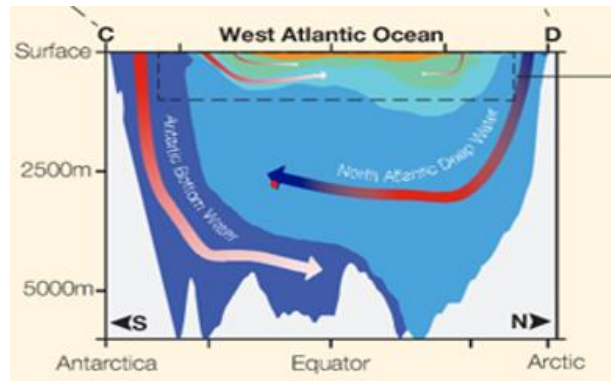 C West Atlantic Ocean D
Surface
2500m
5000m
Antartic Bottom Water
North Atlantic Deep Water
S N
Antarctica Equator Arctic